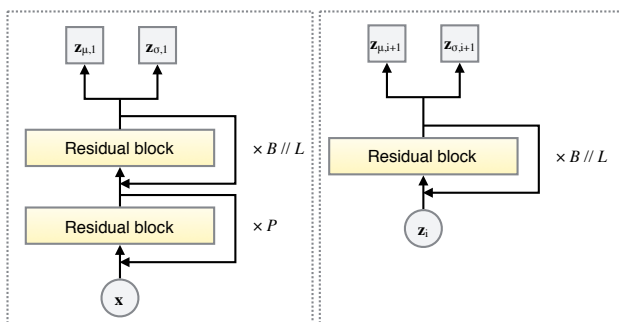 z_μ,1
z_σ,1
Residual block
× B // L
Residual block
× P
x
z_μ,i+1
z_σ,i+1
Residual block
× B // L
z_i